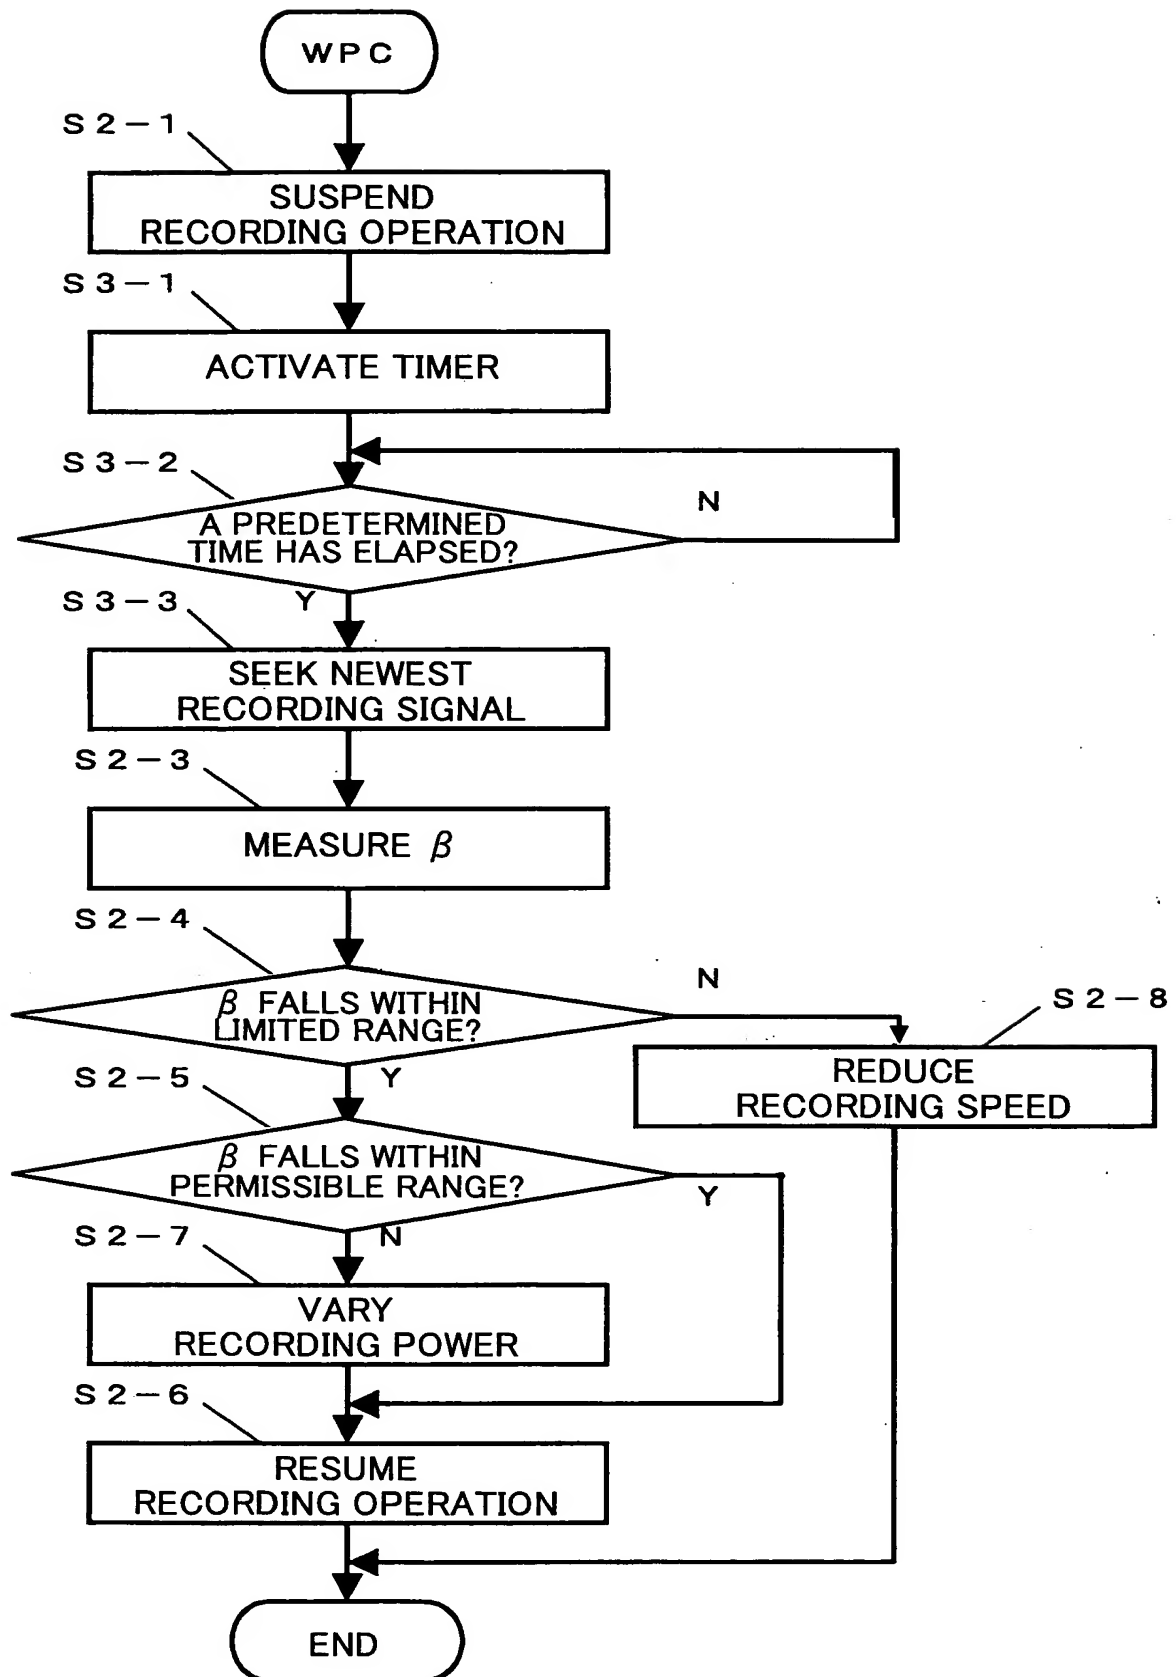 WPC
S2-1
SUSPEND
RECORDING OPERATION
S3-1
ACTIVATE TIMER
S3-2
N
A PREDETERMINED
TIME HAS ELAPSED?
Y
S3-3
SEEK NEWEST
RECORDING SIGNAL
S2-3
MEASURE β
S2-4
N
β FALLS WITHIN
LIMITED RANGE?
S2-8
Y
REDUCE
RECORDING SPEED
S2-5
β FALLS WITHIN
PERMISSIBLE RANGE?
Y
N
S2-7
VARY
RECORDING POWER
S2-6
RESUME
RECORDING OPERATION
END